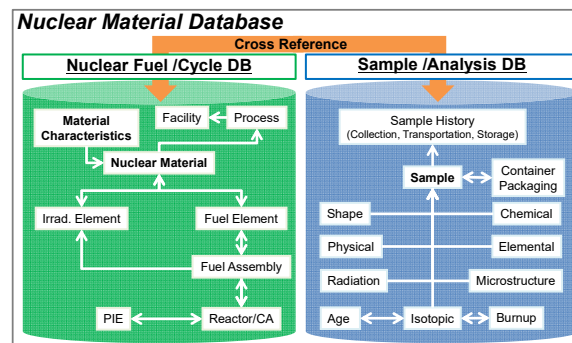 Nuclear Material Database
Cross Reference
Nuclear Fuel /Cycle DB
Sample /Analysis DB
Material
Characteristics
Facility
Process
Nuclear Material
Irrad. Element
Fuel Element
Fuel Assembly
PIE
Reactor/CA
Sample History
(Collection, Transportation, Storage)
Sample
Container
Packaging
Shape
Chemical
Physical
Elemental
Radiation
Microstructure
Age
Isotopic
Burnup